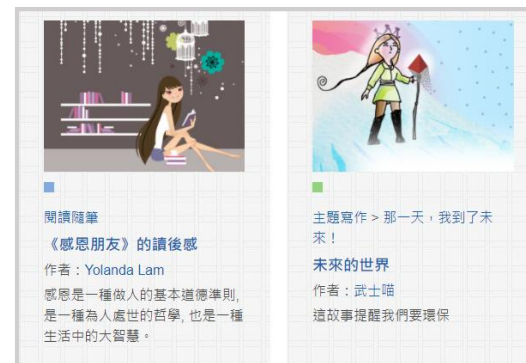 閱讀隨筆
《感恩朋友》的讀後感
作者：Yolanda Lam
感恩是一種做人的基本道德準則,
是一種為人處世的哲學, 也是一種
生活中的大智慧。
主題寫作 > 那一天，我到了未
來！
未來的世界
作者：武士喵
這故事提醒我們要環保